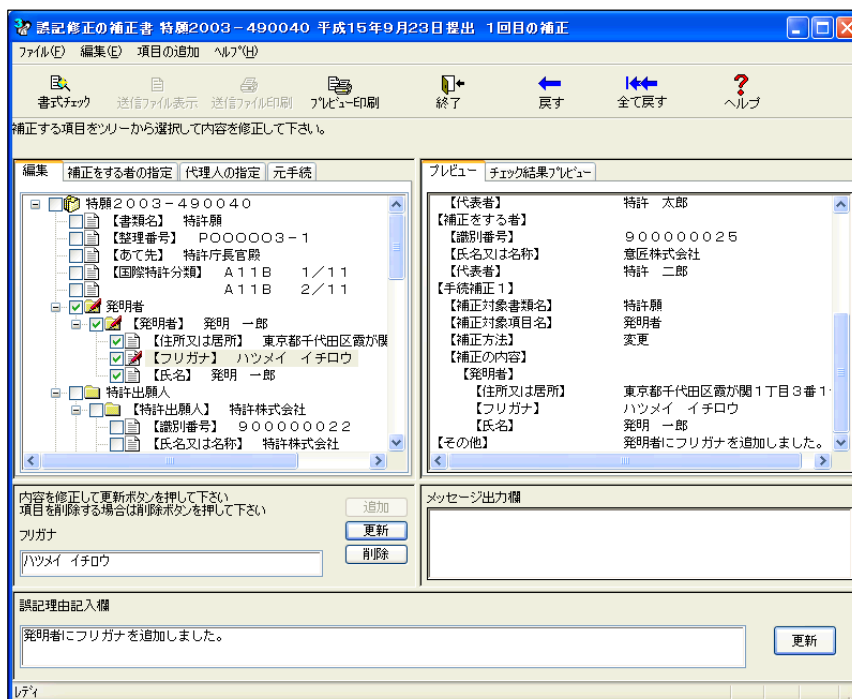 誤記修正の補正書 特願2003－490040 平成15年9月23日提出 1回目の補正
ﾌｧｲﾙ(F) 編集(E) 項目の追加 ﾍﾙﾌﾟ(H)
書式ﾁｪｯｸ 送信ﾌｧｲﾙ表示 送信ﾌｧｲﾙ印刷 ﾌﾟﾚﾋﾞｭｰ印刷 終了 戻す 全て戻す ヘルプ
補正する項目をツリーから選択して内容を修正して下さい。
編集 補正をする者の指定 代理人の指定 元手続
特願２００３－４９００４０
【書類名】 特許願
【整理番号】 ＰＯＯＯＯＯ３－１
【あて先】 特許庁長官殿
【国際特許分類】 Ａ１１Ｂ １／１１
Ａ１１Ｂ ２／１１
発明者
【発明者】 発明 一郎
【住所又は居所】 東京都千代田区霞が関
【フリガナ】 ハツメイ イチロウ
【氏名】 発明 一郎
特許出願人
【特許出願人】 特許株式会社
【識別番号】 ９０００００００２２
【氏名又は名称】 特許株式会社
プレビュー チェック結果ﾌﾟﾚﾋﾞｭｰ
【代表者】 特許 太郎
【補正をする者】
【識別番号】 ９０００００００２５
【氏名又は名称】 意匠株式会社
【代表者】 特許 二郎
【手続補正１】
【補正対象書類名】 特許願
【補正対象項目名】 発明者
【補正方法】 変更
【補正の内容】
【発明者】
【住所又は居所】 東京都千代田区霞が関１丁目３番１
【フリガナ】 ハツメイ イチロウ
【氏名】 発明 一郎
【その他】 発明者にフリガナを追加しました。
内容を修正して更新ボタンを押して下さい
項目を削除する場合は削除ボタンを押して下さい
追加
フリガナ
更新
ハツメイ イチロウ
削除
メッセージ出力欄
誤記理由記入欄
発明者にフリガナを追加しました。
更新
ﾚﾃﾞｨ